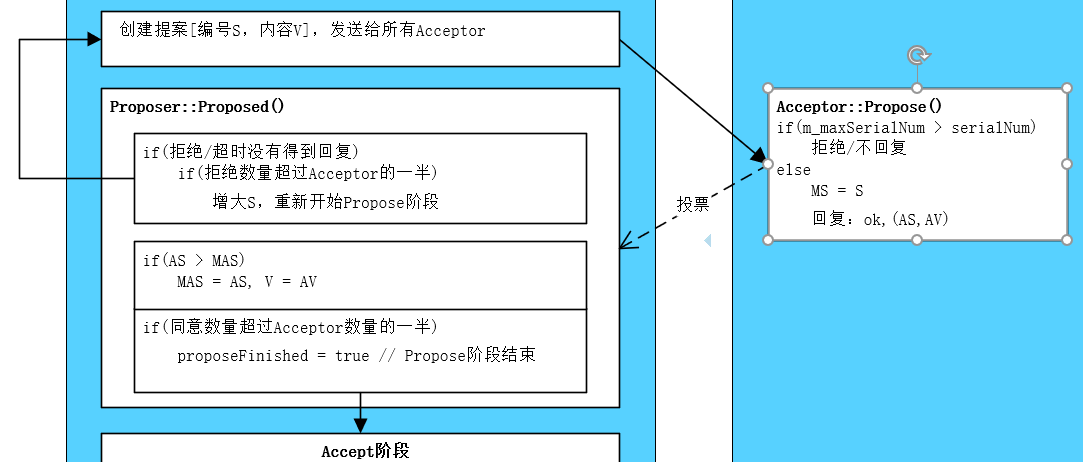 创建提案[编号S，内容V]，发送给所有Acceptor
Proposer::Proposed()
if(拒绝/超时没有得到回复)
if(拒绝数量超过Acceptor的一半)
增大S，重新开始Propose阶段
if(AS > MAS)
MAS = AS, V = AV
if(同意数量超过Acceptor数量的一半)
proposeFinished = true // Propose阶段结束
Accept阶段
投票
Acceptor::Propose()
if(m_maxSerialNum > serialNum)
拒绝/不回复
else
MS = S
回复：ok,(AS,AV)